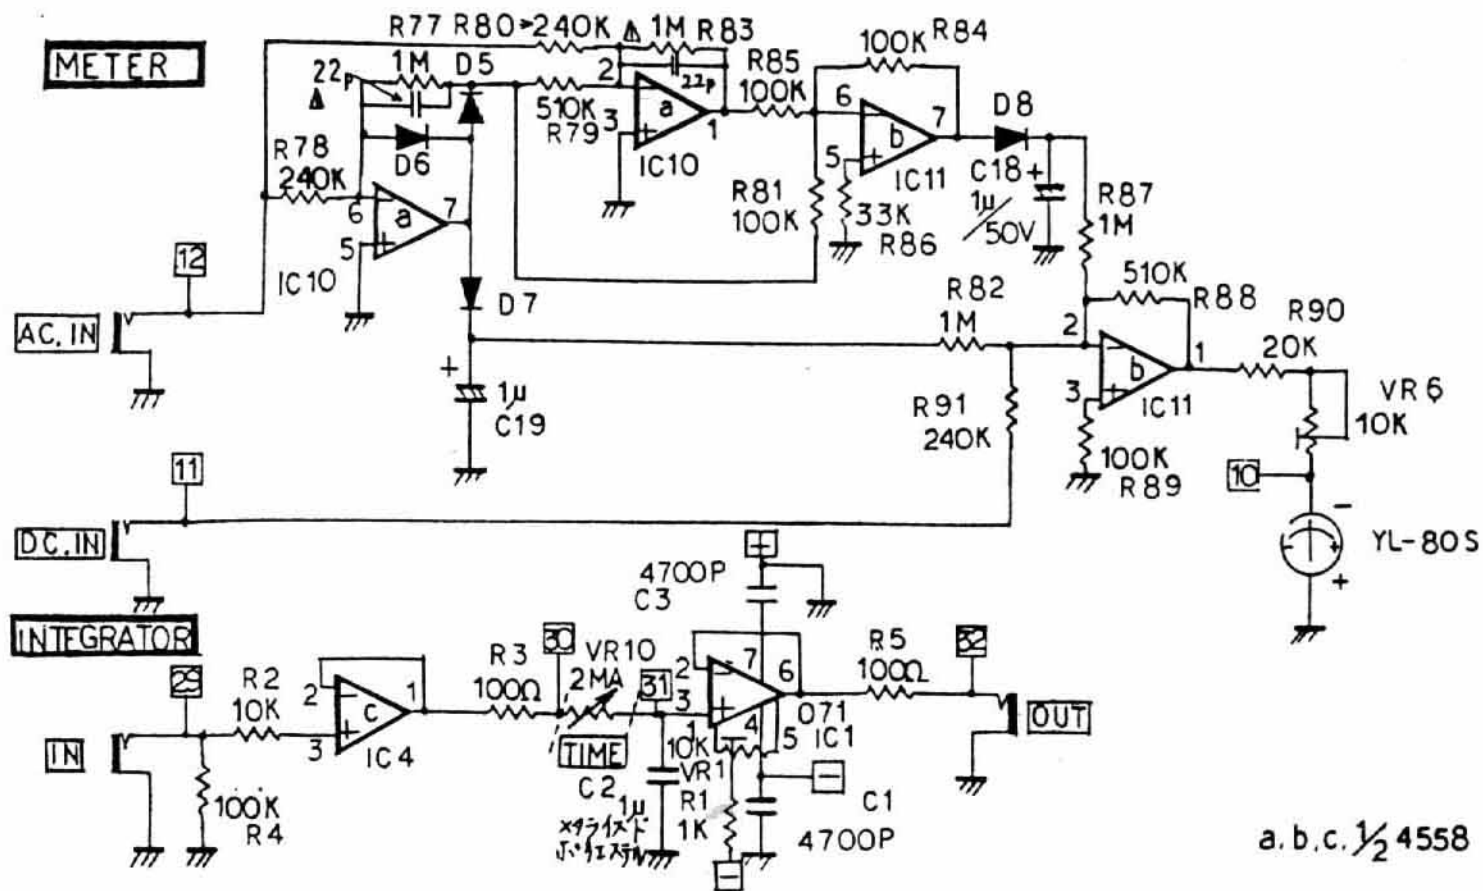 METER
R77 R80 240K △ 1M R83
22p
△
1M
D5
2
22p
R85
100K
100K R84
D8
510K
R79
3
a
1
IC10
6
b
7
5
IC11
C18 +
1μ/50V
R87
1M
R78
240K
D6
6
a
7
5
IC10
R81
100K
33K
R86
12
AC. IN
D7
R82
1M
510K
R88
R90
20K
2
b
1
3
IC11
VR6
10K
+
1μ
C19
R91
240K
100K
R89
10
11
DC. IN
-
YL-80S
+
INTEGRATOR
+
4700P
C3
29
R2
10K
2
c
1
3
IC4
R3
100Ω
30
VR10
2MA
31
TIME
2
-
7
6
3
+
1
4
5
071
IC1
R5
100Ω
32
OUT
IN
100K
R4
C2
1μ
メタライズド
ポリエステル
10K
VR1
R1
1K
-
C1
4700P
-
a.b.c. 1/2 4558